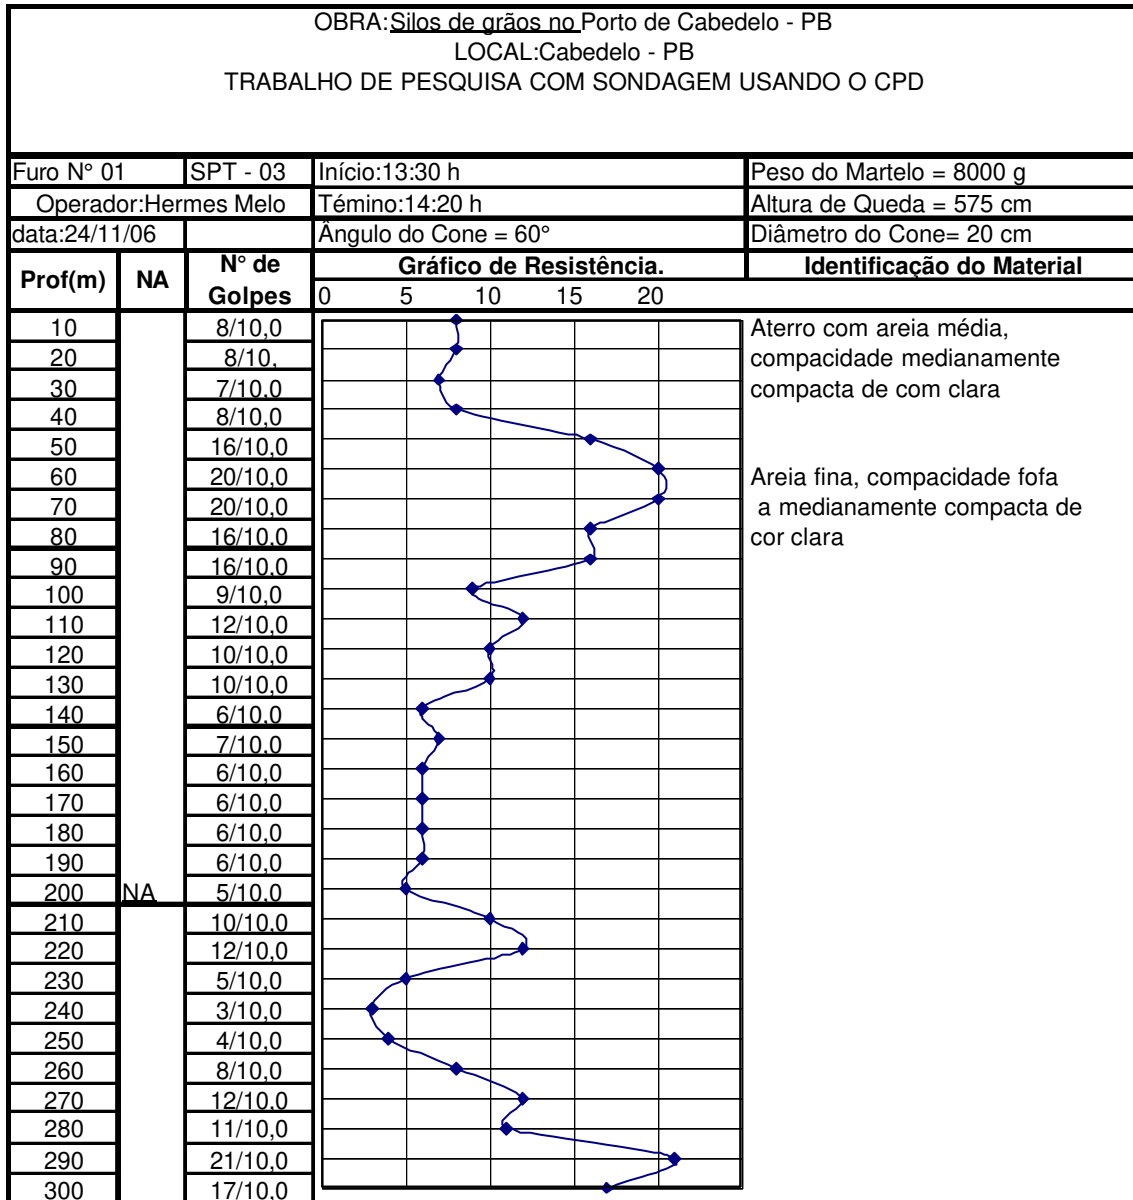 OBRA:Silos de grãos no Porto de Cabedelo - PB
LOCAL:Cabedelo - PB
TRABALHO DE PESQUISA COM SONDAGEM USANDO O CPD
Furo N° 01 SPT - 03 Início:13:30 h Peso do Martelo = 8000 g
Operador:Hermes Melo Témino:14:20 h Altura de Queda = 575 cm
data:24/11/06 Ângulo do Cone = 60° Diâmetro do Cone= 20 cm
Prof(m) NA N° de Golpes Gráfico de Resistência. Identificação do Material
0 5 10 15 20
10 8/10,0 Aterro com areia média,
20 8/10, compacidade medianamente
30 7/10,0 compacta de com clara
40 8/10,0
50 16/10,0
60 20/10,0 Areia fina, compacidade fofa
70 20/10,0 a medianamente compacta de
80 16/10,0 cor clara
90 16/10,0
100 9/10,0
110 12/10,0
120 10/10,0
130 10/10,0
140 6/10,0
150 7/10,0
160 6/10,0
170 6/10,0
180 6/10,0
190 6/10,0
200 NA 5/10,0
210 10/10,0
220 12/10,0
230 5/10,0
240 3/10,0
250 4/10,0
260 8/10,0
270 12/10,0
280 11/10,0
290 21/10,0
300 17/10,0